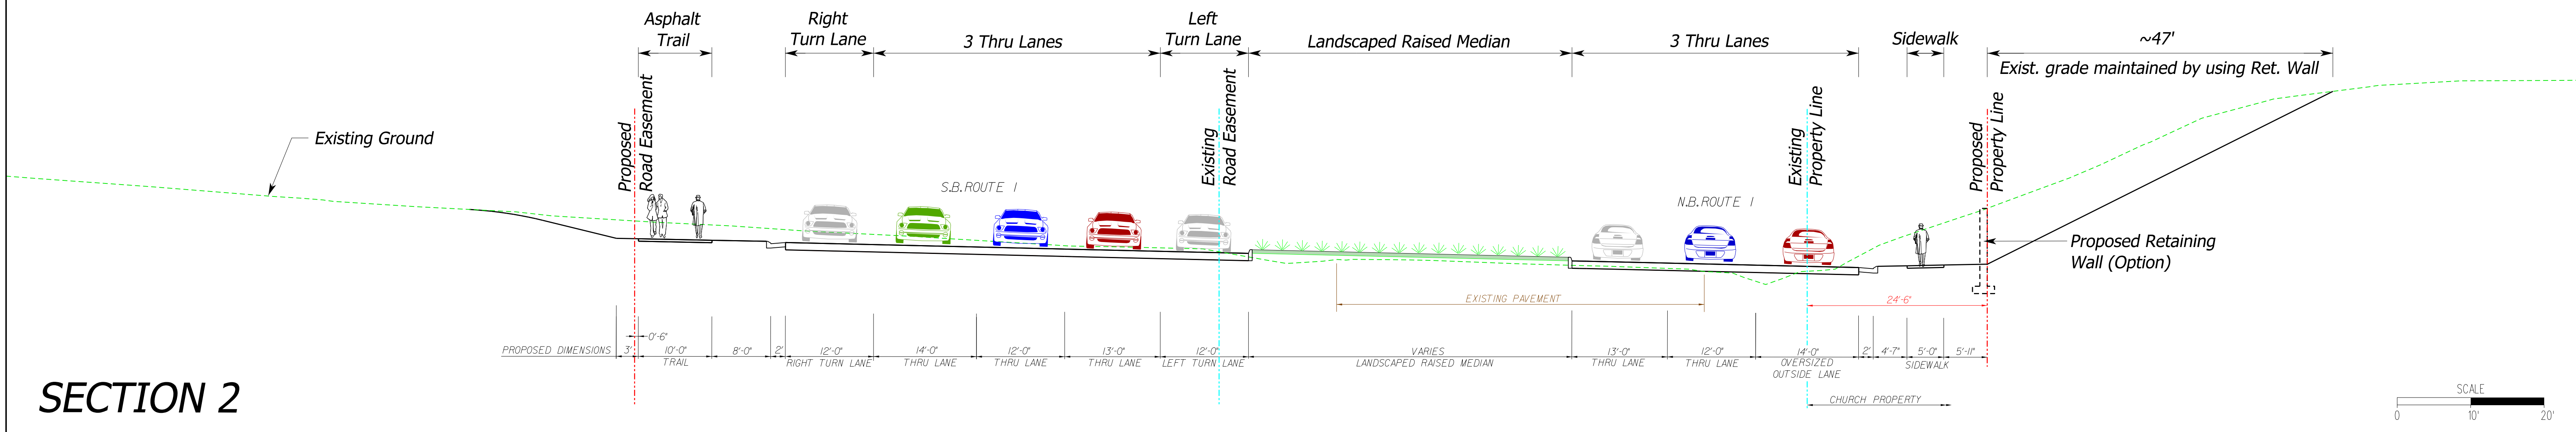 Asphalt
Trail
Right
Turn Lane
3 Thru Lanes
Left
Turn Lane
Landscaped Raised Median
3 Thru Lanes
Sidewalk
~47'
Exist. grade maintained by using Ret. Wall
Existing Ground
Proposed
Road Easement
Existing
Road Easement
Existing
Property Line
Proposed
Property Line
S.B. ROUTE 1
N.B. ROUTE 1
Proposed Retaining
Wall (Option)
EXISTING PAVEMENT
24'-6"
0'-6"
PROPOSED DIMENSIONS
3'
10'-0"
TRAIL
8'-0"
2'
12'-0"
RIGHT TURN LANE
14'-0"
THRU LANE
12'-0"
THRU LANE
13'-0"
THRU LANE
12'-0"
LEFT TURN LANE
VARIES
LANDSCAPED RAISED MEDIAN
13'-0"
THRU LANE
12'-0"
THRU LANE
14'-0"
OVERSIZED
OUTSIDE LANE
2'
4'-7"
5'-0"
SIDEWALK
5'-11"
CHURCH PROPERTY
SECTION 2
SCALE
0
10'
20'